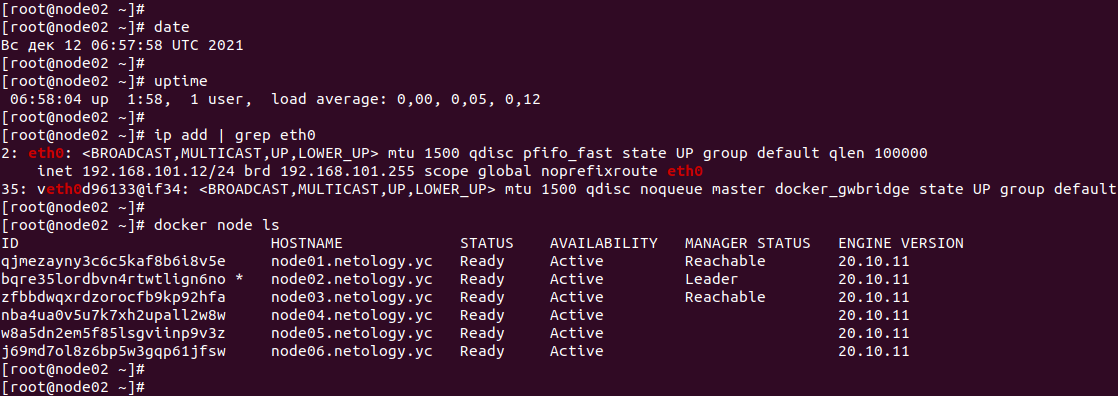 [root@node02 ~]#
[root@node02 ~]# date
Вс дек 12 06:57:58 UTC 2021
[root@node02 ~]#
[root@node02 ~]# uptime
 06:58:04 up  1:58,  1 user,  load average: 0,00, 0,05, 0,12
[root@node02 ~]#
[root@node02 ~]# ip add | grep eth0
2: eth0: <BROADCAST,MULTICAST,UP,LOWER_UP> mtu 1500 qdisc pfifo_fast state UP group default qlen 100000
    inet 192.168.101.12/24 brd 192.168.101.255 scope global noprefixroute eth0
35: veth0d96133@if34: <BROADCAST,MULTICAST,UP,LOWER_UP> mtu 1500 qdisc noqueue master docker_gwbridge state UP group default
[root@node02 ~]#
[root@node02 ~]# docker node ls
ID                            HOSTNAME             STATUS    AVAILABILITY   MANAGER STATUS   ENGINE VERSION
qjmezayny3c6c5kaf8b6i8v5e     node01.netology.yc   Ready     Active         Reachable        20.10.11
bqre35lordbvn4rtwtlign6no *   node02.netology.yc   Ready     Active         Leader           20.10.11
zfbbdwqxrdzorocfb9kp92hfa     node03.netology.yc   Ready     Active         Reachable        20.10.11
nba4ua0v5u7k7xh2upall2w8w     node04.netology.yc   Ready     Active                          20.10.11
w8a5dn2em5f85lsgviinp9v3z     node05.netology.yc   Ready     Active                          20.10.11
j69md7ol8z6bp5w3gqp61jfsw     node06.netology.yc   Ready     Active                          20.10.11
[root@node02 ~]#
[root@node02 ~]#